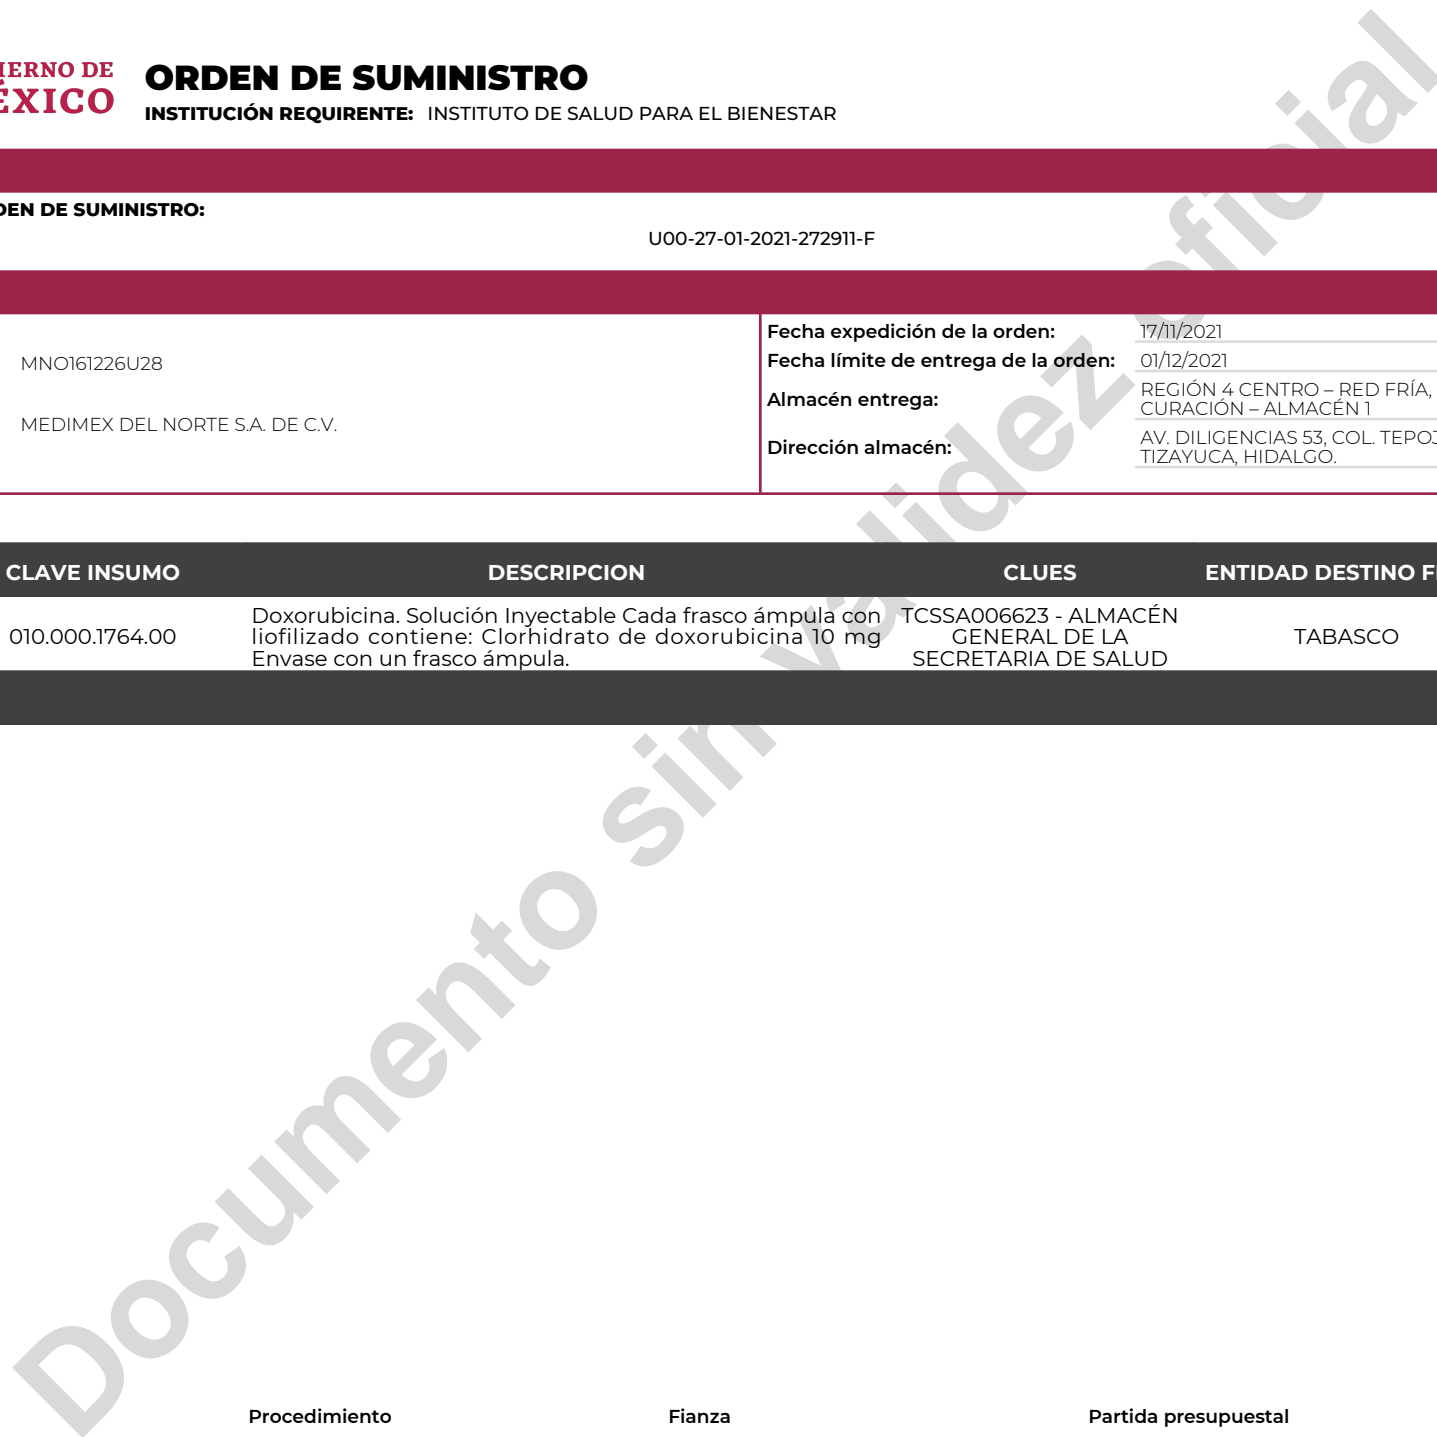 IERNO DE
ÉXICO
ORDEN DE SUMINISTRO
INSTITUCIÓN REQUIRENTE: INSTITUTO DE SALUD PARA EL BIENESTAR
DEN DE SUMINISTRO:
U00-27-01-2021-272911-F
MNO161226U28
MEDIMEX DEL NORTE S.A. DE C.V.
Fecha expedición de la orden: 17/11/2021
Fecha límite de entrega de la orden: 01/12/2021
Almacén entrega: REGIÓN 4 CENTRO – RED FRÍA,
CURACIÓN – ALMACÉN 1
Dirección almacén: AV. DILIGENCIAS 53, COL. TEPOJ
TIZAYUCA, HIDALGO.
CLAVE INSUMO DESCRIPCION CLUES ENTIDAD DESTINO F
010.000.1764.00
Doxorubicina. Solución Inyectable Cada frasco ámpula con
liofilizado contiene: Clorhidrato de doxorubicina 10 mg
Envase con un frasco ámpula.
TCSSA006623 - ALMACÉN
GENERAL DE LA
SECRETARIA DE SALUD
TABASCO
Documento sin validez oficial
Procedimiento Fianza Partida presupuestal